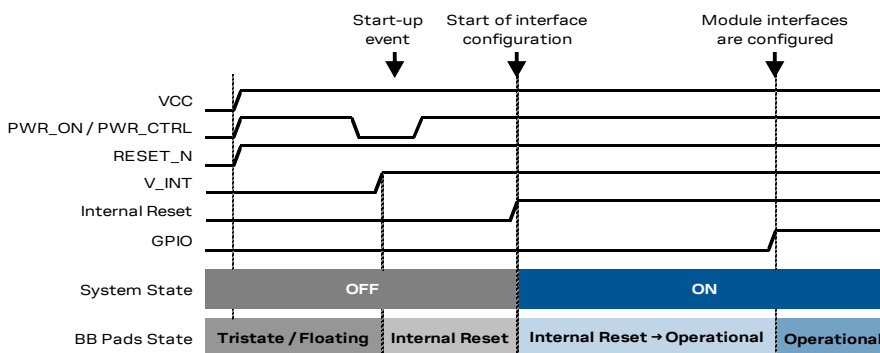 Start-up
event
Start of interface
configuration
Module interfaces
are configured
VCC
PWR_ON / PWR_CTRL
RESET_N
V_INT
Internal Reset
GPIO
System State
OFF
ON
BB Pads State
Tristate / Floating
Internal Reset
Internal Reset → Operational
Operational